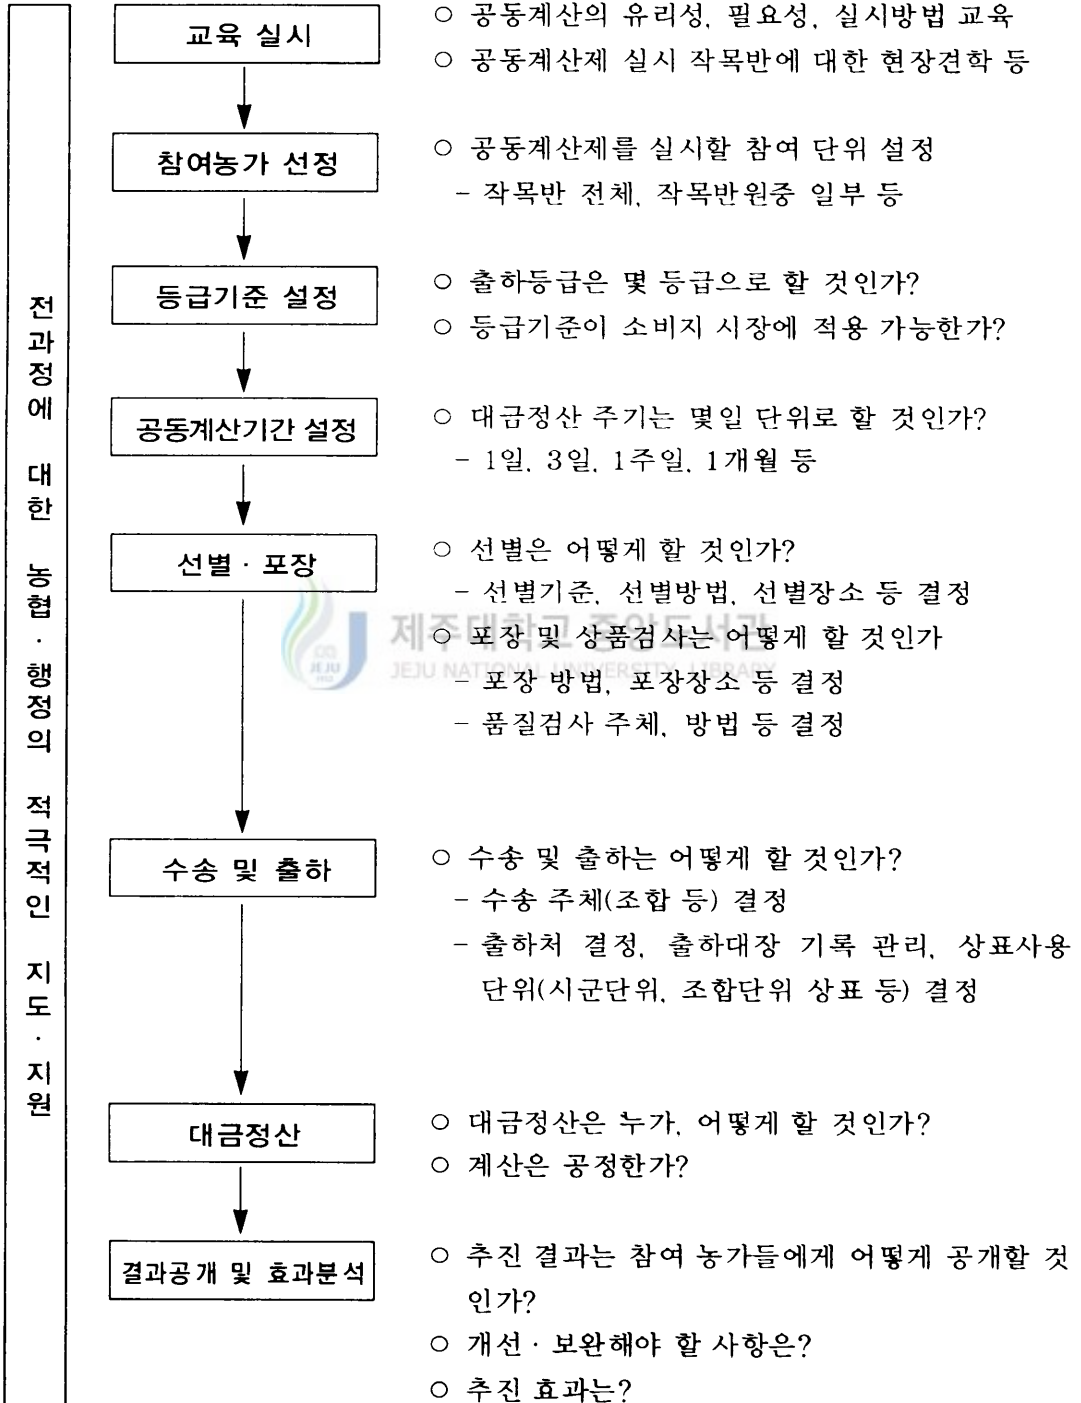 전과정에 대한 농협·행정의 적극적인 지도·지원
교육 실시
○ 공동계산의 유리성, 필요성, 실시방법 교육
○ 공동계산제 실시 작목반에 대한 현장견학 등
참여농가 선정
○ 공동계산제를 실시할 참여 단위 설정
- 작목반 전체, 작목반원중 일부 등
등급기준 설정
○ 출하등급은 몇 등급으로 할 것인가?
○ 등급기준이 소비지 시장에 적용 가능한가?
공동계산기간 설정
○ 대금정산 주기는 몇일 단위로 할 것인가?
- 1일, 3일, 1주일, 1개월 등
선별·포장
○ 선별은 어떻게 할 것인가?
- 선별기준, 선별방법, 선별장소 등 결정
○ 포장 및 상품검사는 어떻게 할 것인가
- 포장 방법, 포장장소 등 결정
- 품질검사 주체, 방법 등 결정
제주대학교 중앙도서관
JEJU NATIONAL UNIVERSITY LIBRARY
JEJU
1952
수송 및 출하
○ 수송 및 출하는 어떻게 할 것인가?
- 수송 주체(조합 등) 결정
- 출하처 결정, 출하대장 기록 관리, 상표사용
단위(시군단위, 조합단위 상표 등) 결정
대금정산
○ 대금정산은 누가, 어떻게 할 것인가?
○ 계산은 공정한가?
결과공개 및 효과분석
○ 추진 결과는 참여 농가들에게 어떻게 공개할 것
인가?
○ 개선·보완해야 할 사항은?
○ 추진 효과는?